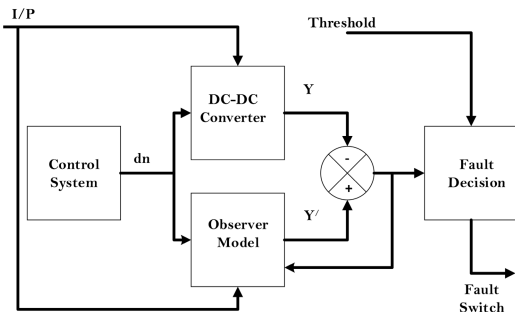 I/P
Threshold
DC-DC
Converter
Y
Control
System
dn
-
+
Fault
Decision
Observer
Model
Y/
Fault
Switch